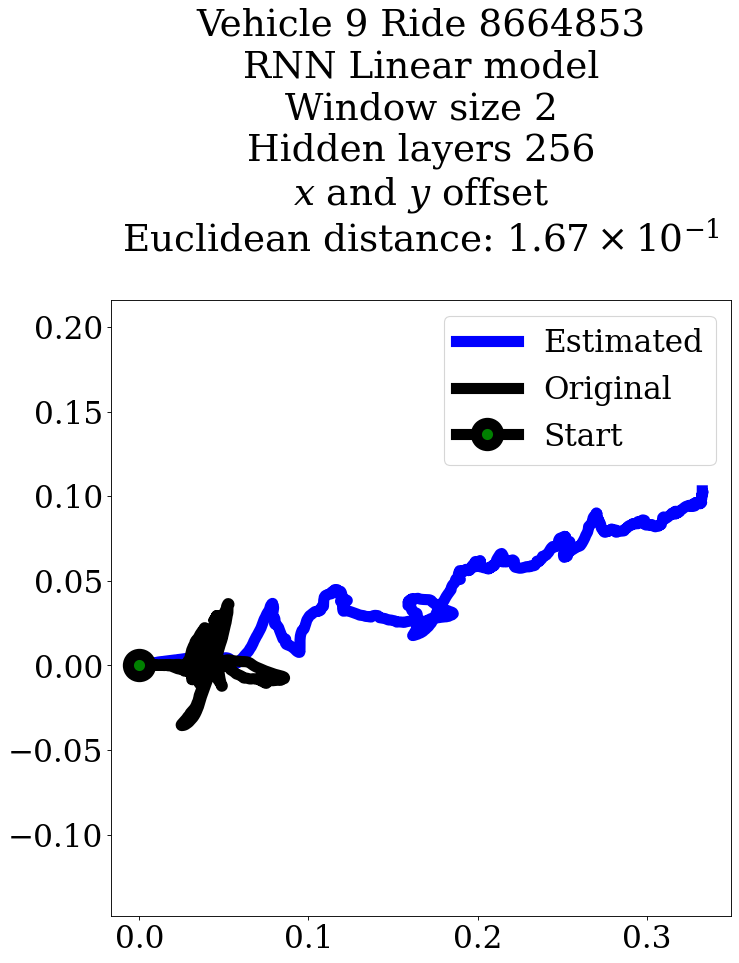 Vehicle 9 Ride 8664853
RNN Linear model
Window size 2
Hidden layers 256
x and y offset
Euclidean distance: 1.67 × 10⁻¹
Estimated
Original
Start
0.20
0.15
0.10
0.05
0.00
−0.05
−0.10
0.0 0.1 0.2 0.3